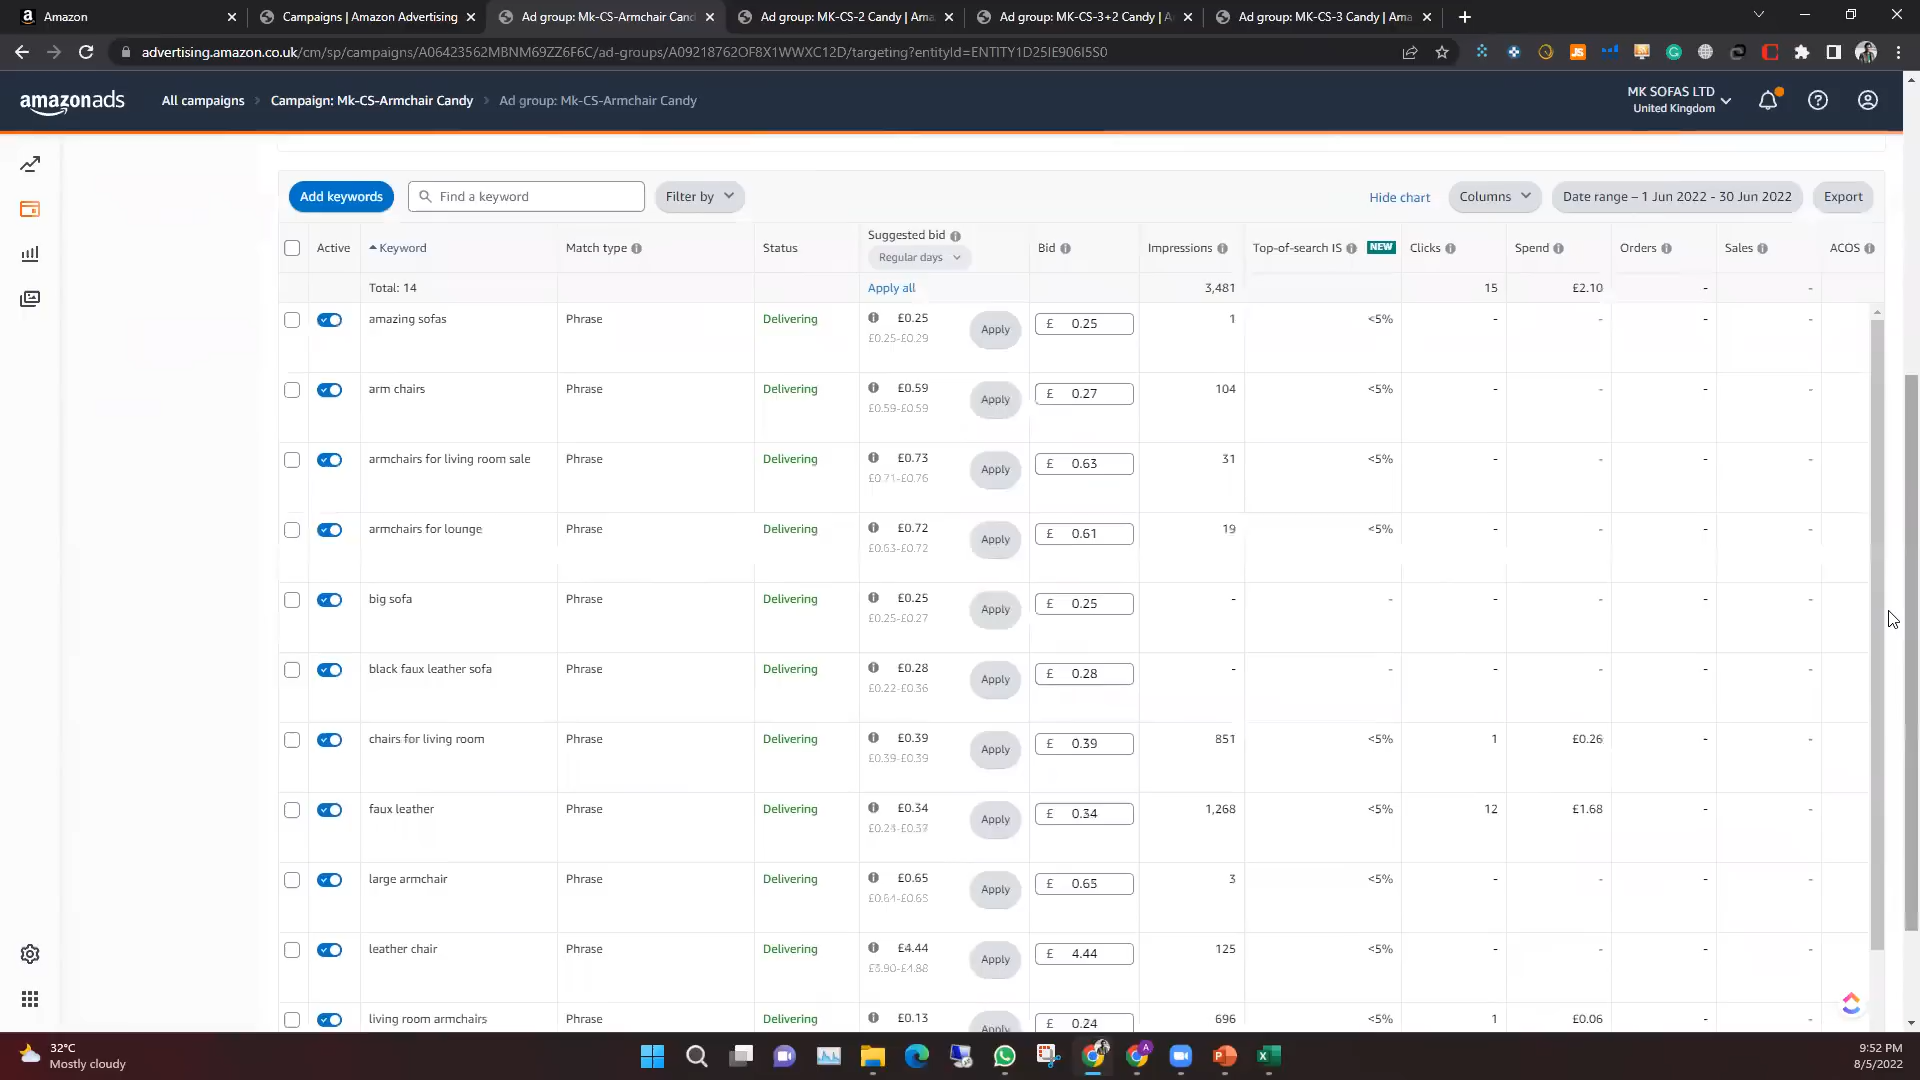 Amazon
Campaigns | Amazon Advertising
Ad group: Mk-CS-Armchair Cand
Ad group: MK-CS-2 Candy | Ama
Ad group: MK-CS-3+2 Candy | A
Ad group: MK-CS-3 Candy | Ama
advertising.amazon.co.uk/cm/sp/campaigns/A06423562MBNM69ZZ6F6C/ad-groups/A09218762OF8X1WWXC12D/targeting?entityId=ENTITY1D25IE906I5S0
amazonads All campaigns Campaign: Mk-CS-Armchair Candy Ad group: Mk-CS-Armchair Candy
MK SOFAS LTD
United Kingdom
Add keywords Find a keyword Filter by Hide chart Columns Date range – 1 Jun 2022 - 30 Jun 2022 Export
Active Keyword Match type Status Suggested bid Bid Impressions Top-of-search IS NEW Clicks Spend Orders Sales ACOS
Regular days
Total: 14 Apply all 3,481 15 £2.10 - -
amazing sofas Phrase Delivering £0.25 Apply £ 0.25 1 <5% - - - -
£0.25-£0.29
arm chairs Phrase Delivering £0.59 Apply £ 0.27 104 <5% - - - -
£0.59-£0.59
armchairs for living room sale Phrase Delivering £0.73 Apply £ 0.63 31 <5% - - - -
£0.71-£0.76
armchairs for lounge Phrase Delivering £0.72 Apply £ 0.61 19 <5% - - - -
£0.63-£0.72
big sofa Phrase Delivering £0.25 Apply £ 0.25 - - - - - -
£0.25-£0.27
black faux leather sofa Phrase Delivering £0.28 Apply £ 0.28 - - - - - -
£0.22-£0.36
chairs for living room Phrase Delivering £0.39 Apply £ 0.39 851 <5% 1 £0.26 - -
£0.39-£0.39
faux leather Phrase Delivering £0.34 Apply £ 0.34 1,268 <5% 12 £1.68 - -
large armchair Phrase Delivering £0.65 Apply £ 0.65 3 <5% - - - -
leather chair Phrase Delivering £4.44 Apply £ 4.44 125 <5% - - - -
living room armchairs Phrase Delivering £0.13 Apply £ 0.24 696 <5% 1 £0.06 - -
32°C
Mostly cloudy
9:52 PM
8/5/2022